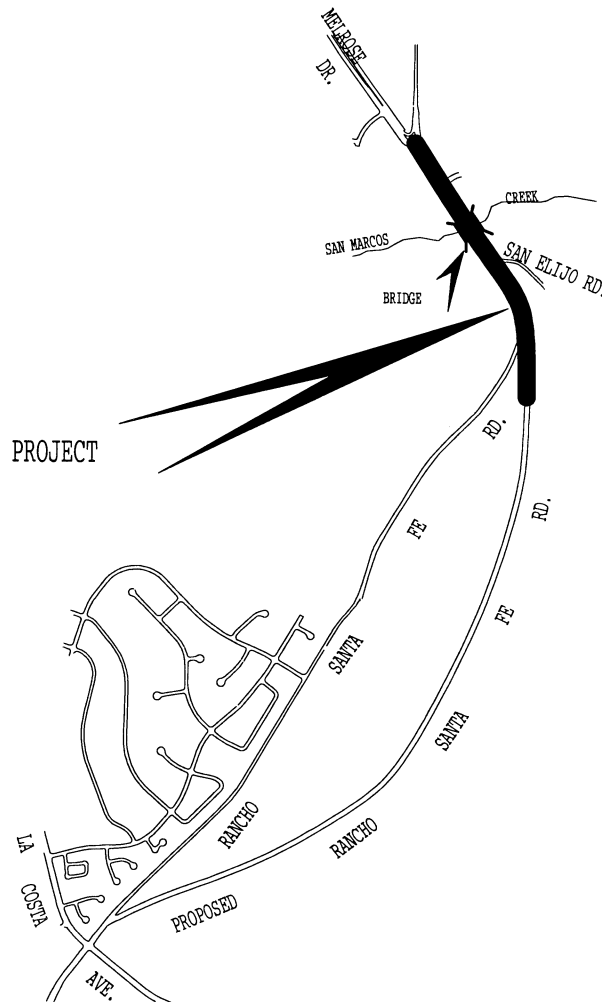 MELROSE
DR.
CREEK
SAN MARCOS
SAN ELIJO RD.
BRIDGE
PROJECT
RANCHO SANTA FE RD.
PROPOSED RANCHO SANTA FE RD.
LA COSTA AVE.